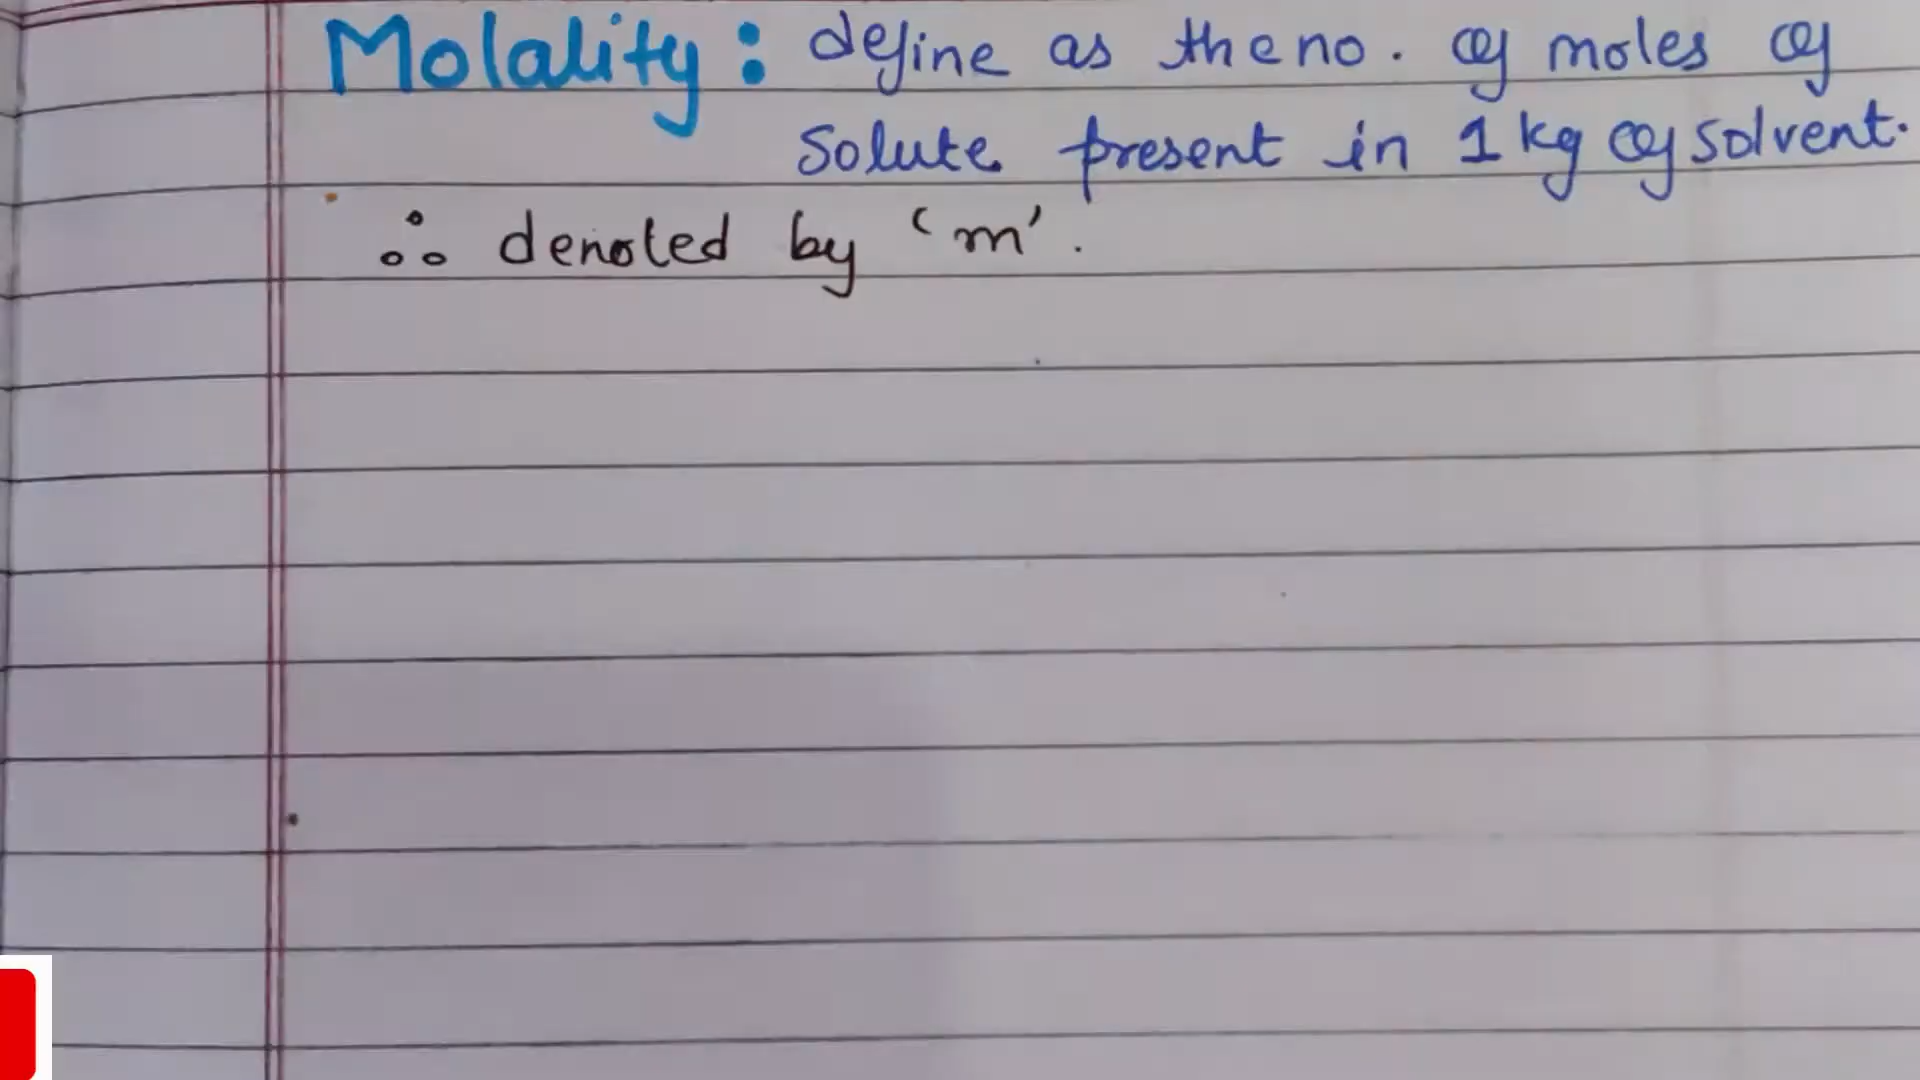 Molality : define as the no. of moles of
solute present in 1 kg of solvent.
∴ denoted by 'm'.